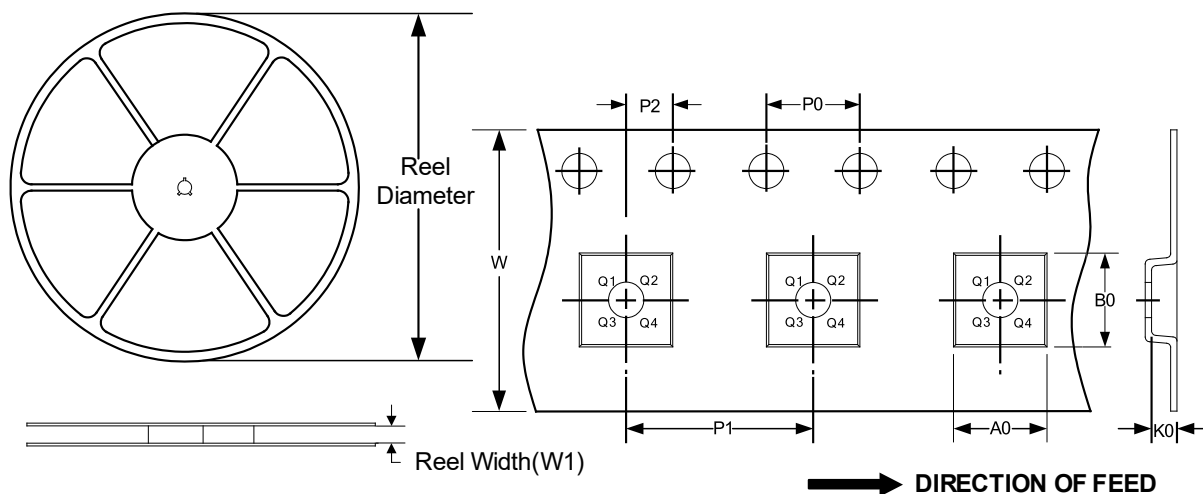 P2
P0
Reel
Diameter
W
Q1 Q2
Q3 Q4
Q1 Q2
Q3 Q4
Q1 Q2
Q3 Q4
B0
P1
A0
K0
Reel Width(W1)
DIRECTION OF FEED